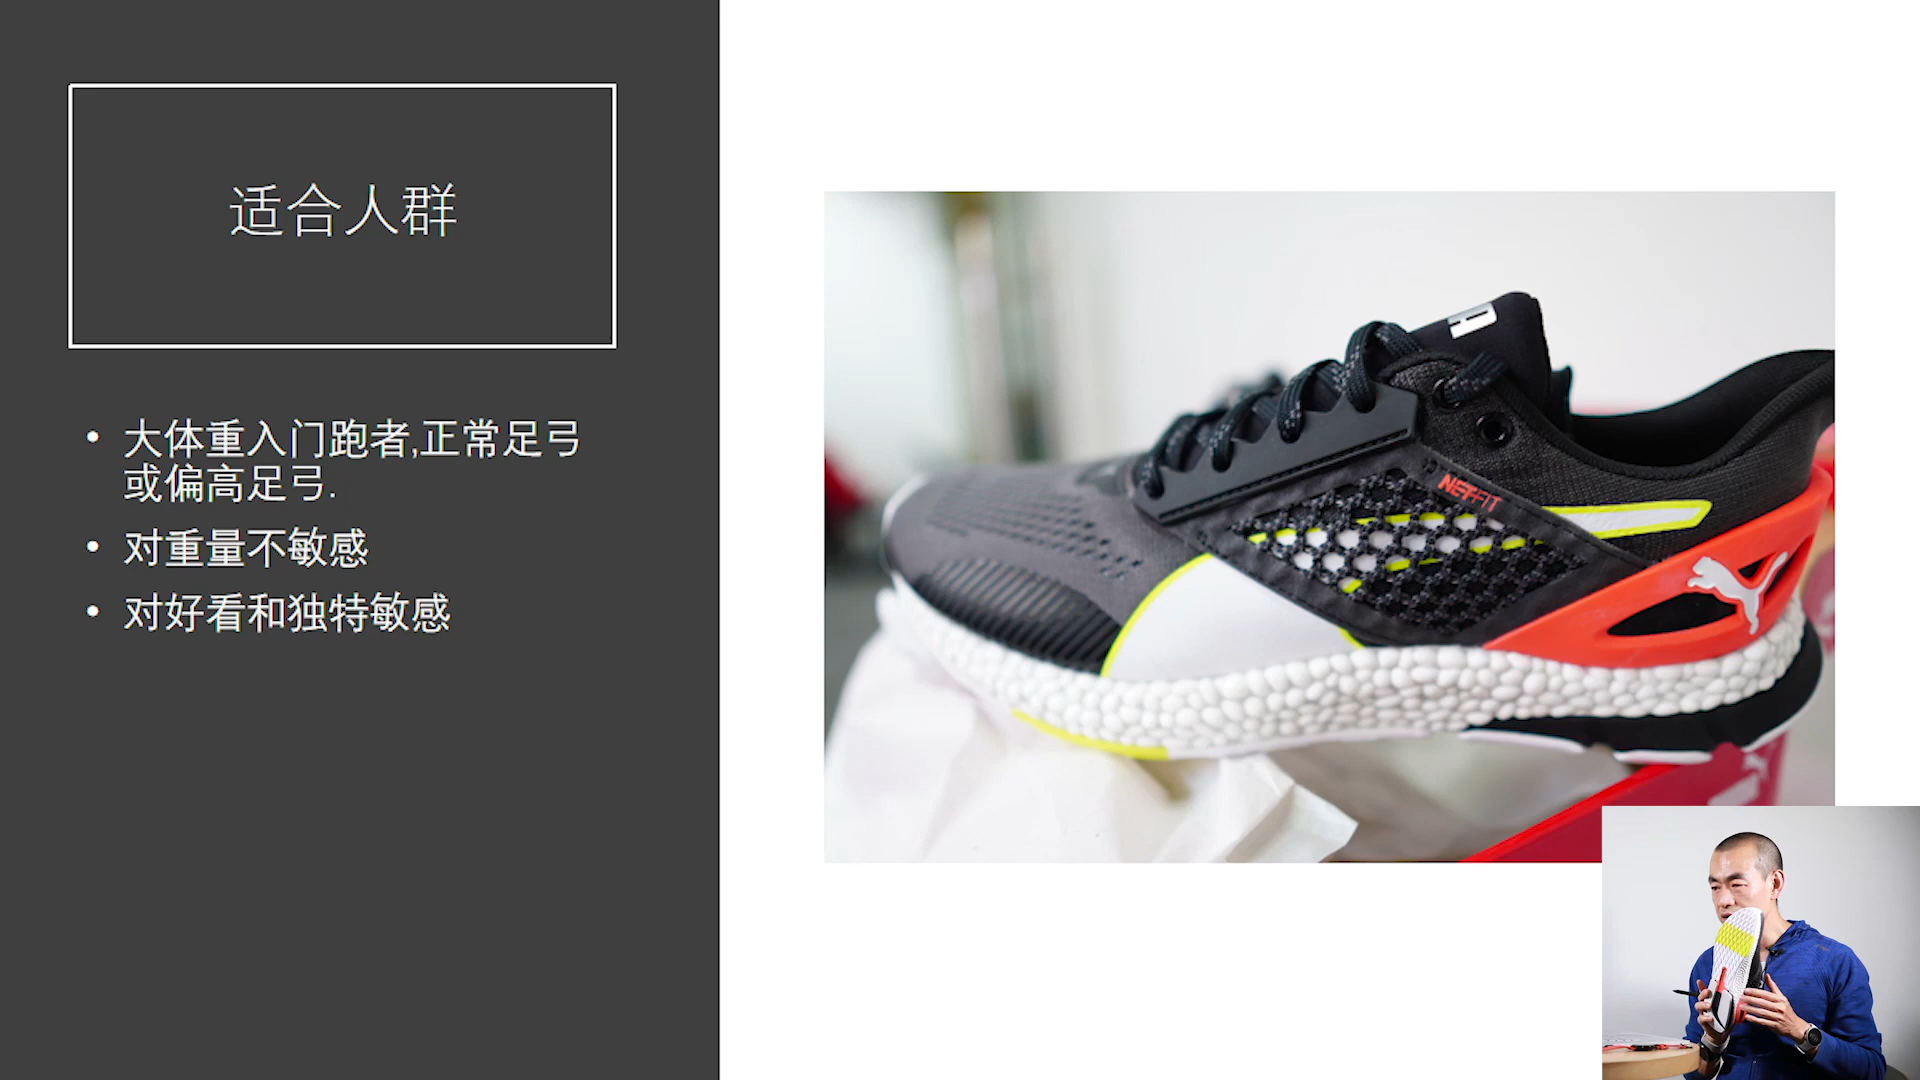 适合人群
• 大体重入门跑者,正常足弓
或偏高足弓.
• 对重量不敏感
• 对好看和独特敏感
NETFIT